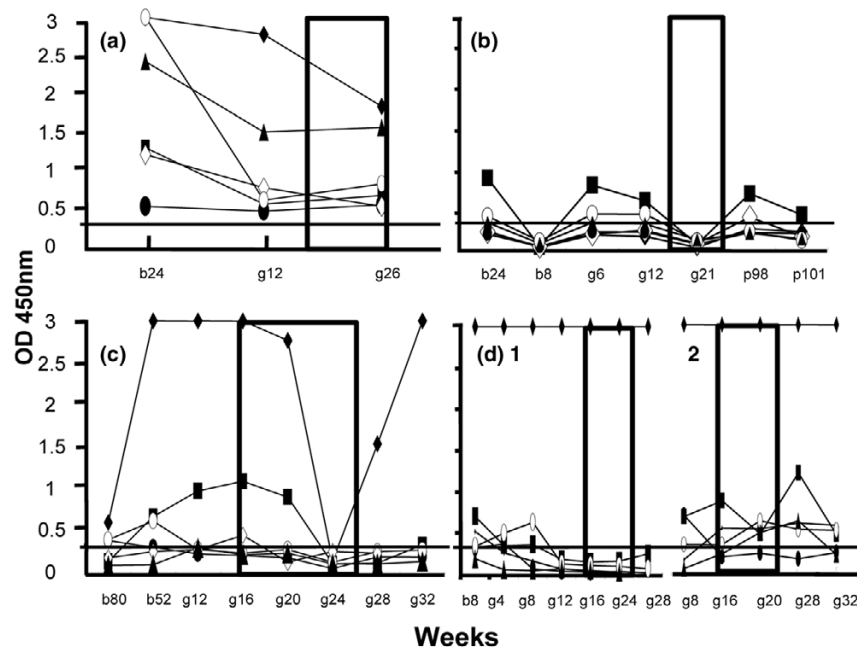 (a)
3
2.5
2
1.5
1
0.5
0
b24 g12 g26
(b)
b24 b8 g6 g12 g21 p98 p101
OD 450nm
(c)
3
2.5
2
1.5
1
0.5
0
b80 b52 g12 g16 g20 g24 g28 g32
(d) 1
b8 g4 g8 g12 g16 g24 g28
2
g8 g16 g20 g28 g32
Weeks